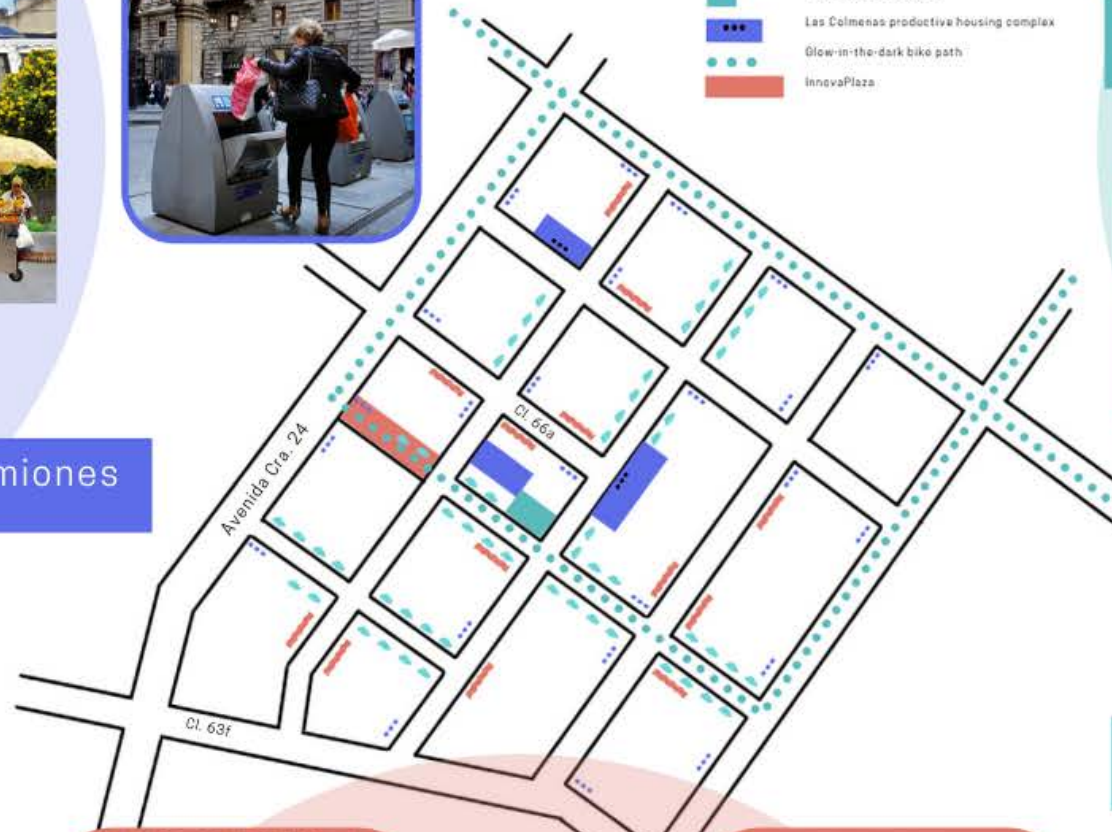 Las Colmenas productive housing complex
Glow-in-the-dark bike path
InnovaPlaza
Cl. 66a
miones
Avenida Cra. 24
Cl. 63f